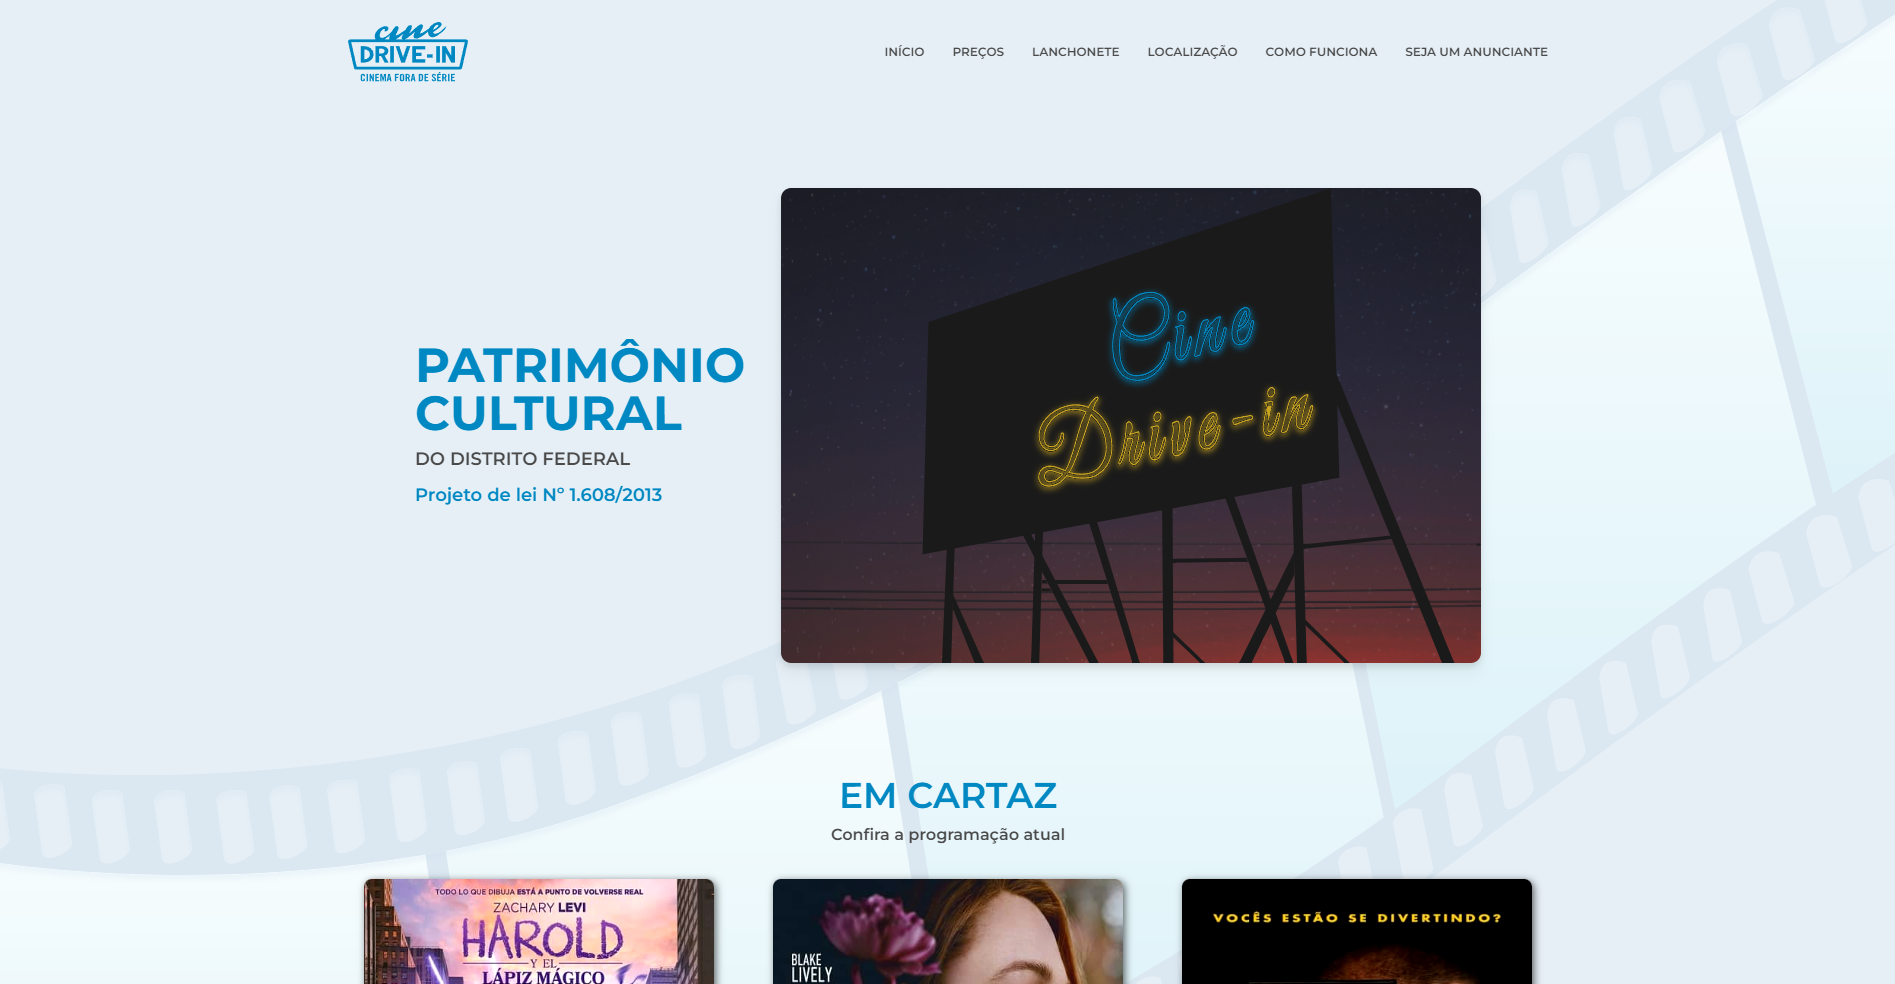 cine
DRIVE-IN
CINEMA FORA DE SÉRIE
INÍCIO
PREÇOS
LANCHONETE
LOCALIZAÇÃO
COMO FUNCIONA
SEJA UM ANUNCIANTE
Cine
Drive-in
PATRIMÔNIO
CULTURAL
DO DISTRITO FEDERAL
Projeto de lei Nº 1.608/2013
EM CARTAZ
Confira a programação atual
TODO LO QUE DIBUJA ESTÁ A PUNTO DE VOLVERSE REAL
ZACHARY LEVI
HAROLD
Y EL
LÁPIZ MÁGICO
BLAKE
LIVELY
VOCÊS ESTÃO SE DIVERTINDO?